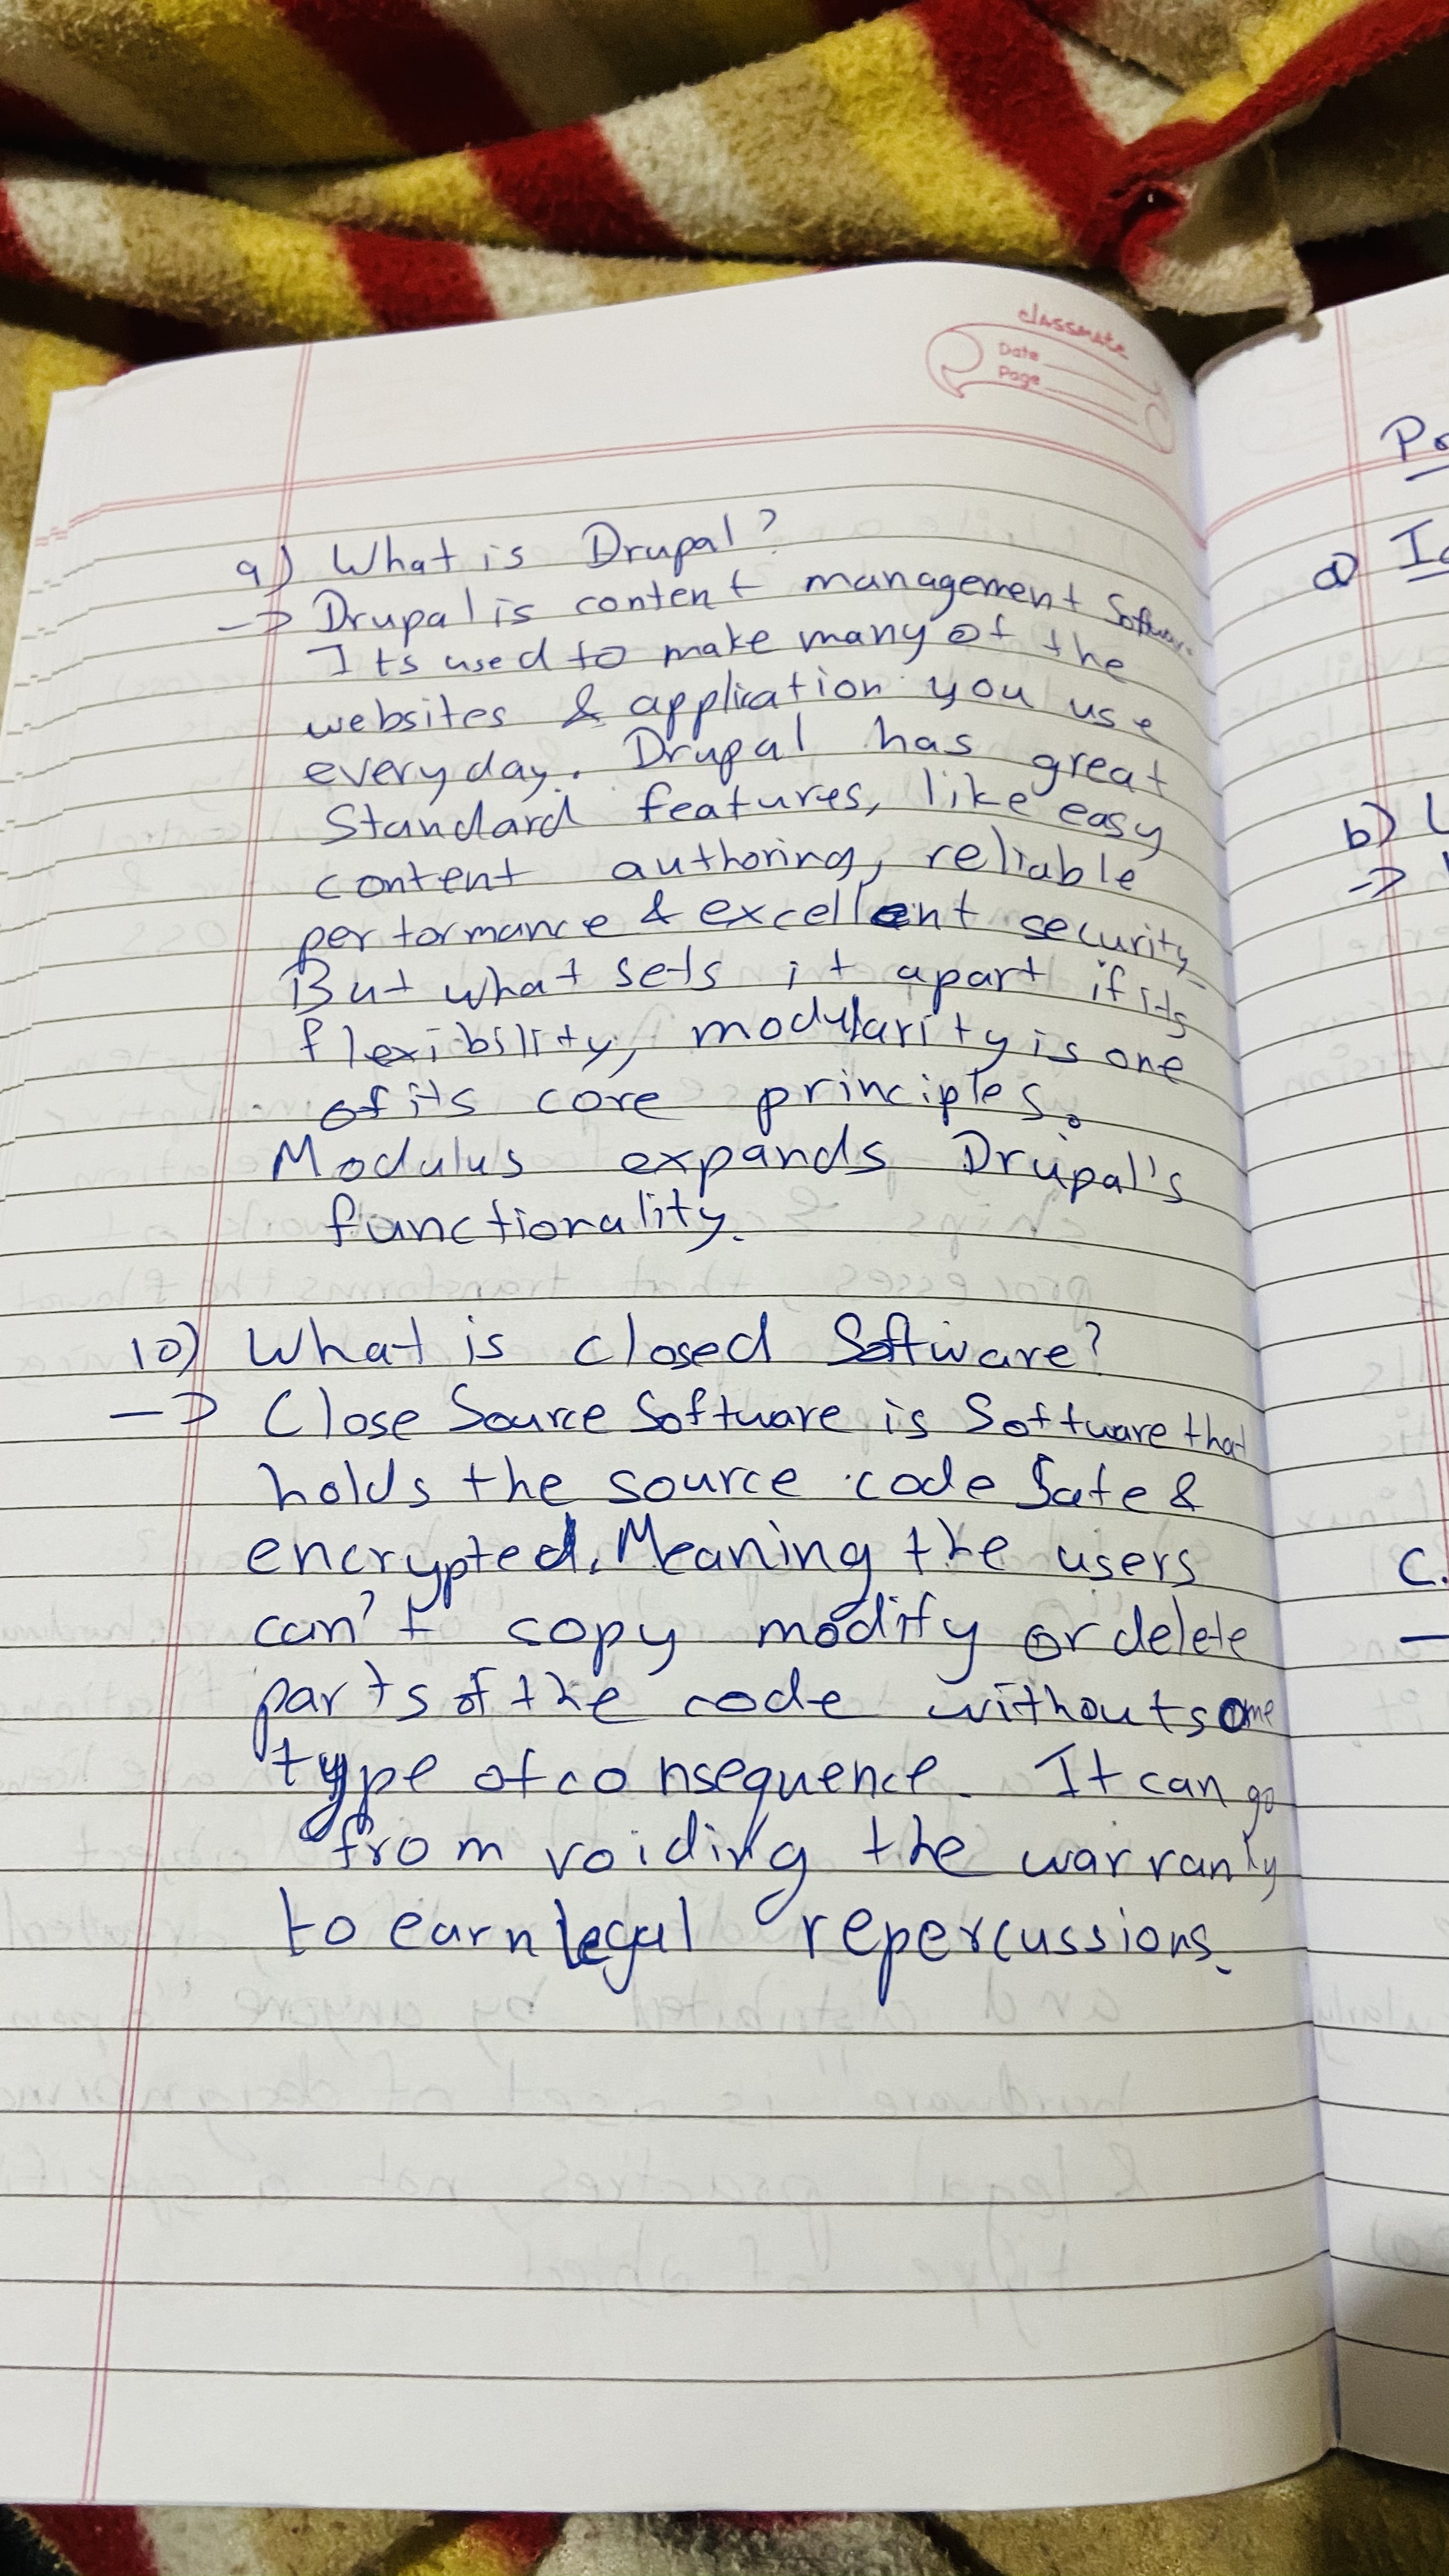 classmate
Date
Page
9) What is Drupal?
-> Drupal is content management Software
Its used to make many of the
websites & application you use
everyday. Drupal has great
Standard features, like easy
content authoring, reliable
performance & excellent security
But what sets it apart if its
flexibility, modularity is one
of its core principles.
Modulus expands Drupal's
functionality.
10) What is closed Software?
-> Close Source Software is Software that
holds the source code Safe &
encrypted. Meaning the users
can't copy modify or delete
parts of the code without some
type of consequence. It can go
from voiding the warranty
to earn legal repercussions.
a)
b)
->
C.